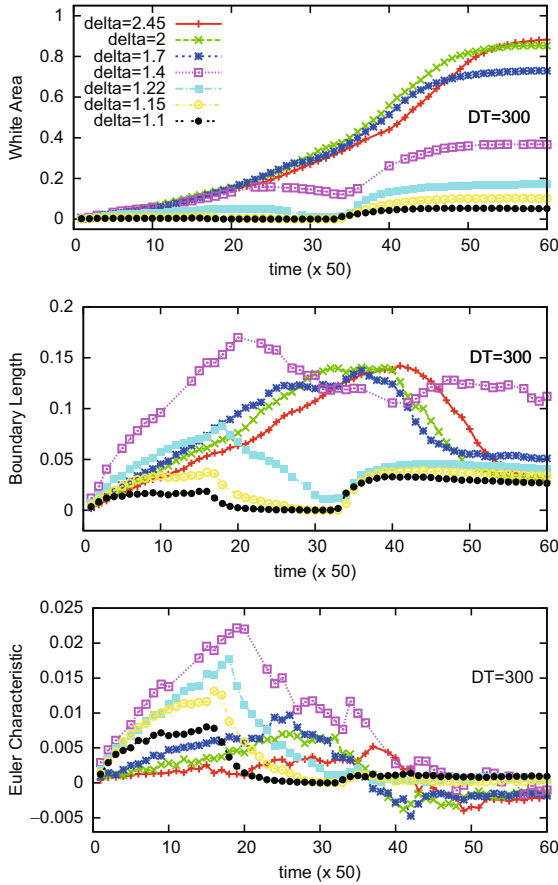 1
0.8
0.6
0.4
0.2
0
White Area
delta=2.45
delta=2
delta=1.7
delta=1.4
delta=1.22
delta=1.15
delta=1.1
DT=300
0 10 20 30 40 50 60
time (x 50)
0.2
0.15
0.1
0.05
0
Boundary Length
DT=300
0 10 20 30 40 50 60
time (x 50)
0.025
0.02
0.015
0.01
0.005
0
−0.005
Euler Characteristic
DT=300
0 10 20 30 40 50 60
time (x 50)